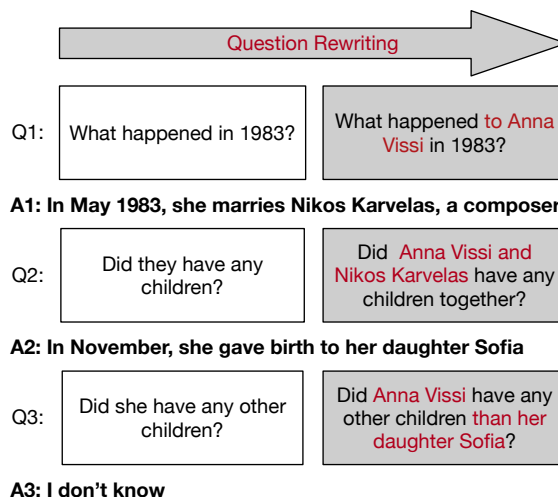 Question Rewriting
Q1:
What happened in 1983?
What happened to Anna
Vissi in 1983?
A1: In May 1983, she marries Nikos Karvelas, a composer
Q2:
Did they have any
children?
Did Anna Vissi and
Nikos Karvelas have any
children together?
A2: In November, she gave birth to her daughter Sofia
Q3:
Did she have any other
children?
Did Anna Vissi have any
other children than her
daughter Sofia?
A3: I don't know